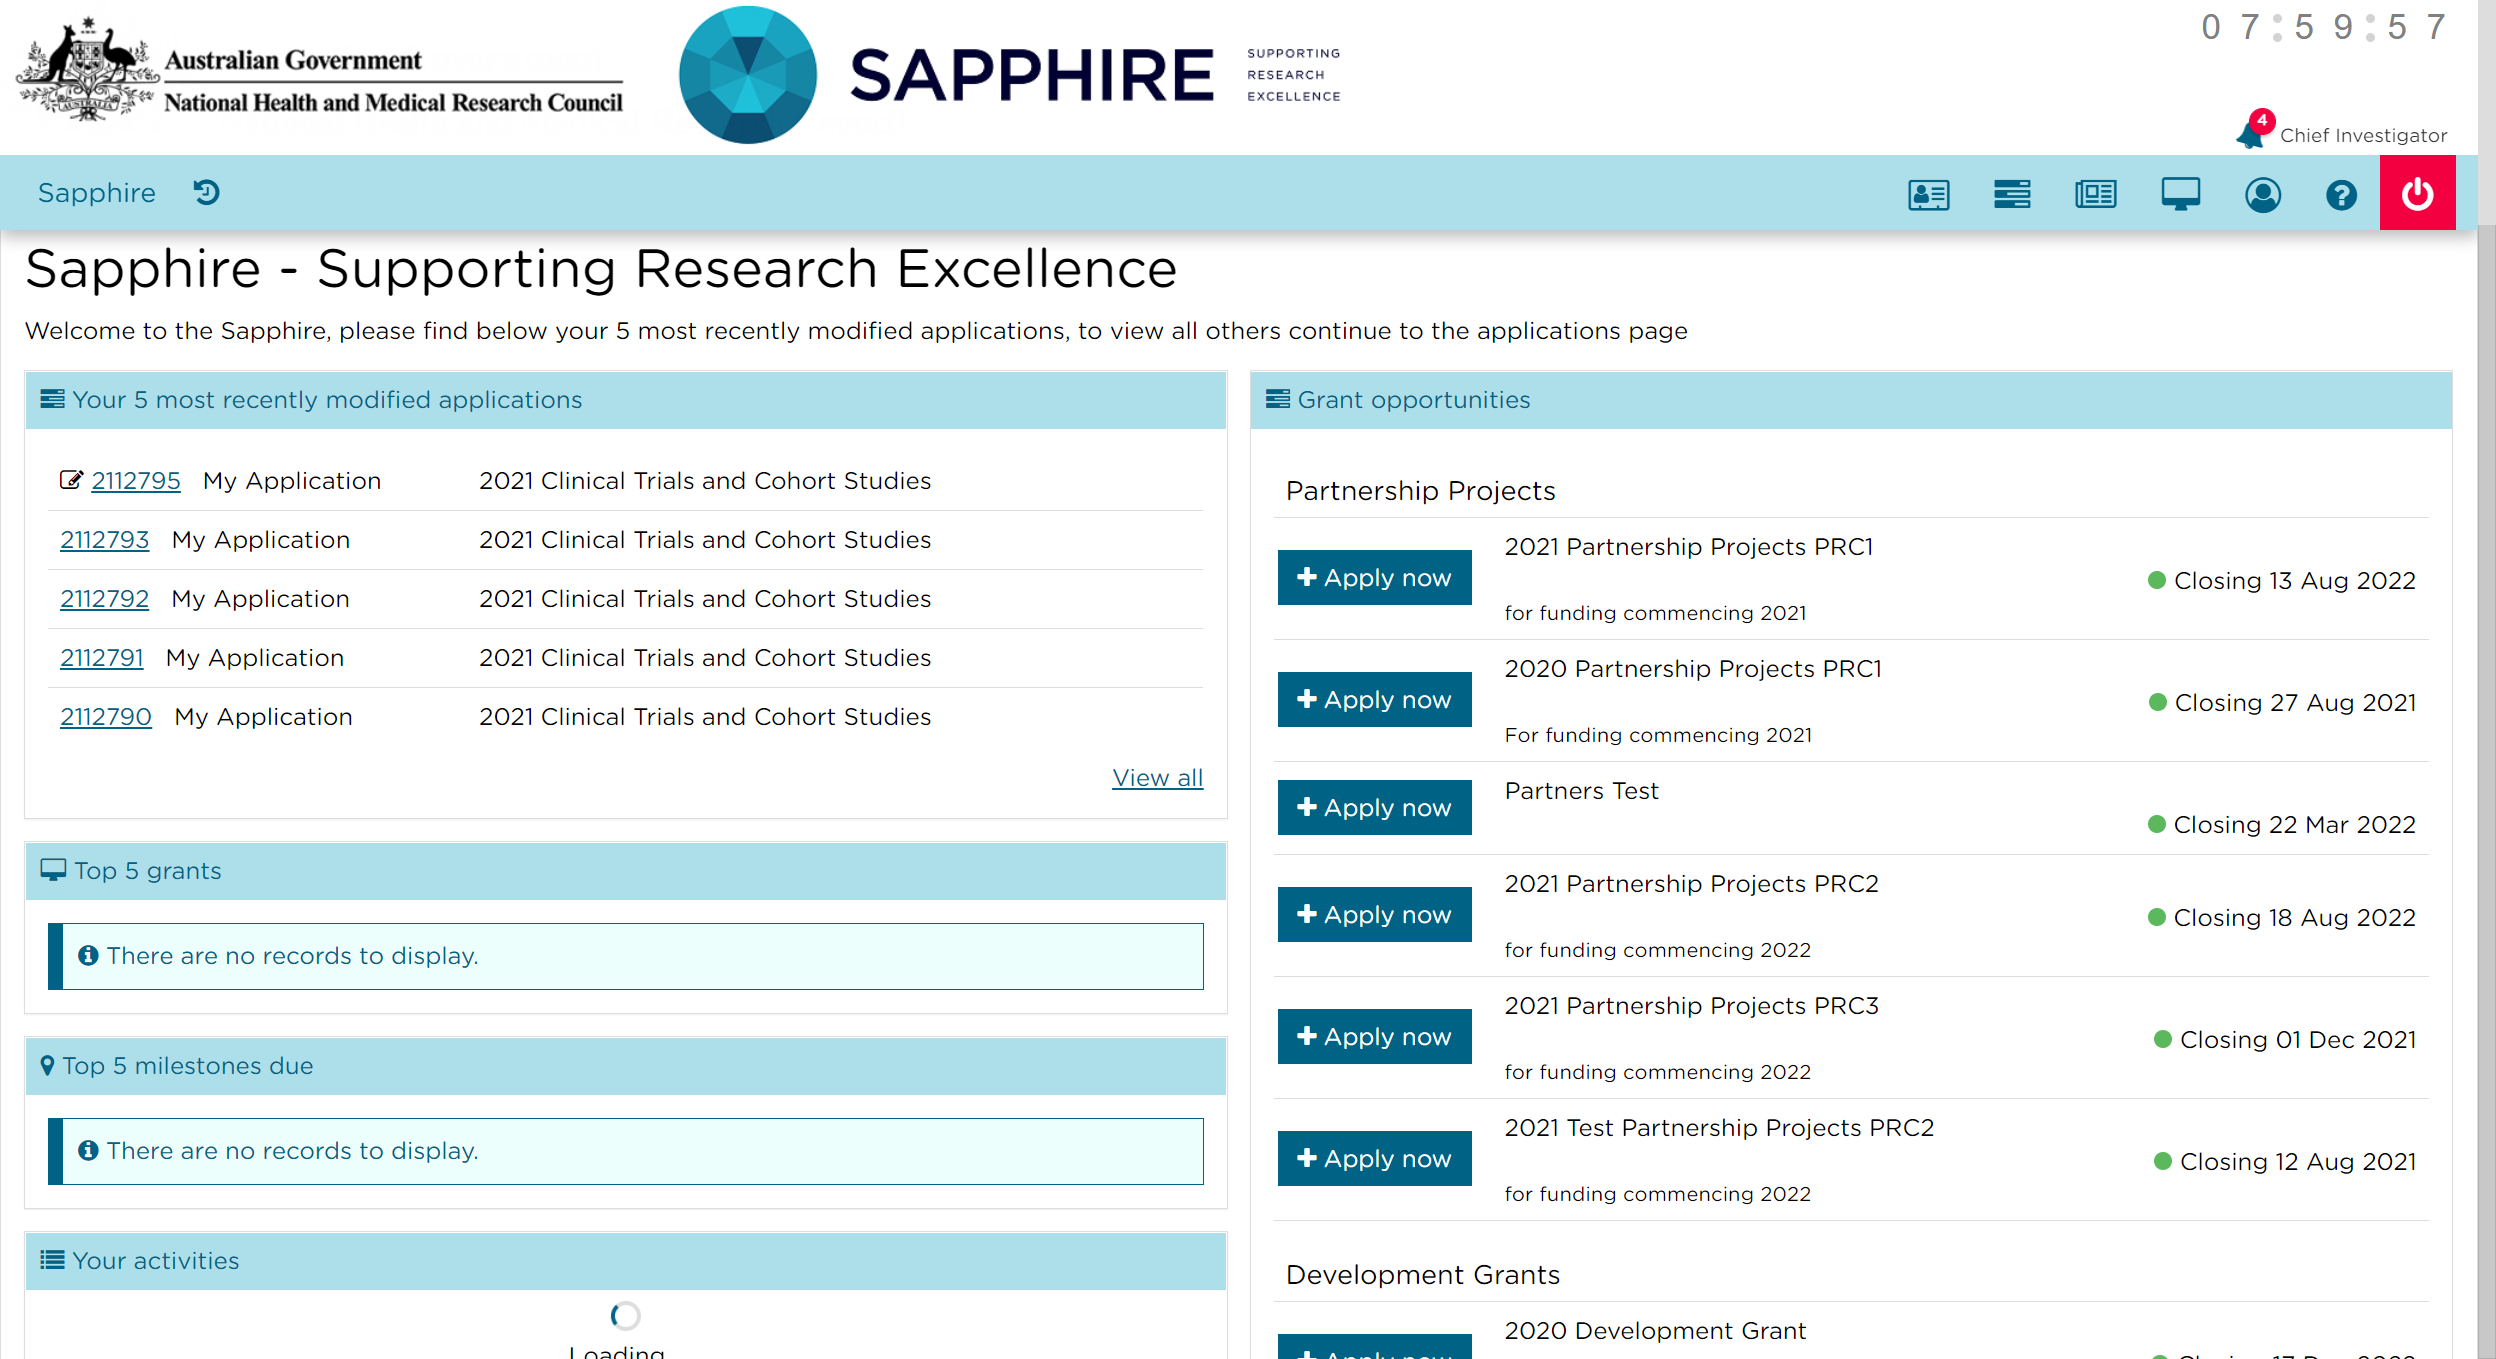 Australian Government
National Health and Medical Research Council
AUSTRALIA
SAPPHIRE
SUPPORTING
RESEARCH
EXCELLENCE
07:59:57
4
Chief Investigator
Sapphire
Sapphire - Supporting Research Excellence
Welcome to the Sapphire, please find below your 5 most recently modified applications, to view all others continue to the applications page
Your 5 most recently modified applications
2112795 My Application 2021 Clinical Trials and Cohort Studies
2112793 My Application 2021 Clinical Trials and Cohort Studies
2112792 My Application 2021 Clinical Trials and Cohort Studies
2112791 My Application 2021 Clinical Trials and Cohort Studies
2112790 My Application 2021 Clinical Trials and Cohort Studies
View all
Top 5 grants
There are no records to display.
Top 5 milestones due
There are no records to display.
Your activities
Loading
Grant opportunities
Partnership Projects
2021 Partnership Projects PRC1
+ Apply now
Closing 13 Aug 2022
for funding commencing 2021
2020 Partnership Projects PRC1
+ Apply now
Closing 27 Aug 2021
For funding commencing 2021
Partners Test
+ Apply now
Closing 22 Mar 2022
2021 Partnership Projects PRC2
+ Apply now
Closing 18 Aug 2022
for funding commencing 2022
2021 Partnership Projects PRC3
+ Apply now
Closing 01 Dec 2021
for funding commencing 2022
2021 Test Partnership Projects PRC2
+ Apply now
Closing 12 Aug 2021
for funding commencing 2022
Development Grants
2020 Development Grant
+ Apply now